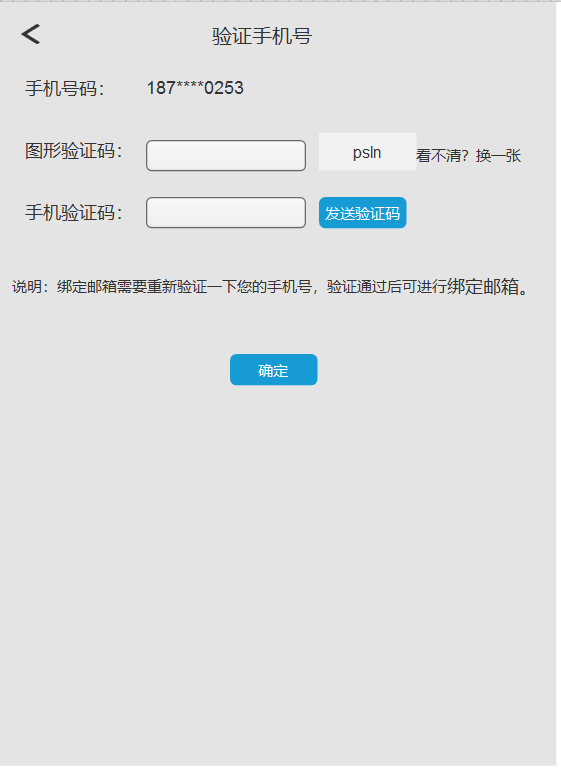 验证手机号
手机号码： 187****0253
图形验证码： psln 看不清？换一张
手机验证码： 发送验证码
说明：绑定邮箱需要重新验证一下您的手机号，验证通过后可进行绑定邮箱。
确定